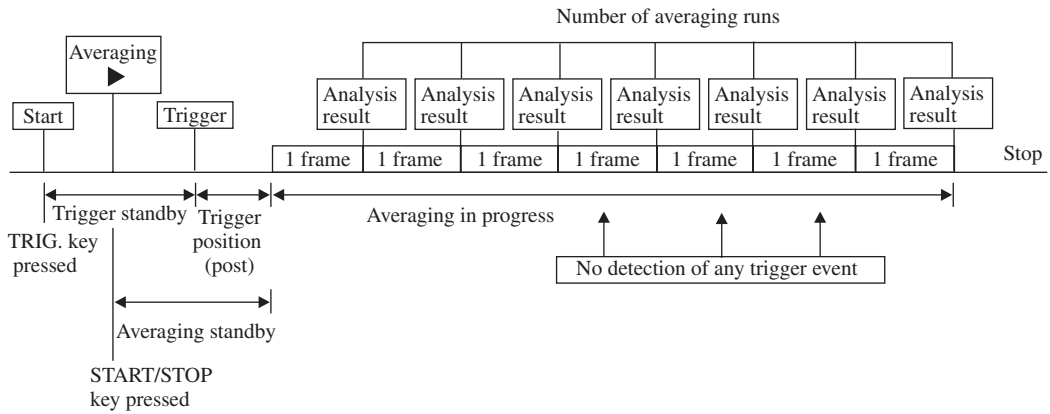 Number of averaging runs
Averaging
Start
Trigger
Analysis
result
Analysis
result
Analysis
result
Analysis
result
Analysis
result
Analysis
result
Analysis
result
1 frame
1 frame
1 frame
1 frame
1 frame
1 frame
1 frame
Stop
Trigger standby
Trigger
position
(post)
Averaging in progress
TRIG. key
pressed
No detection of any trigger event
Averaging standby
START/STOP
key pressed